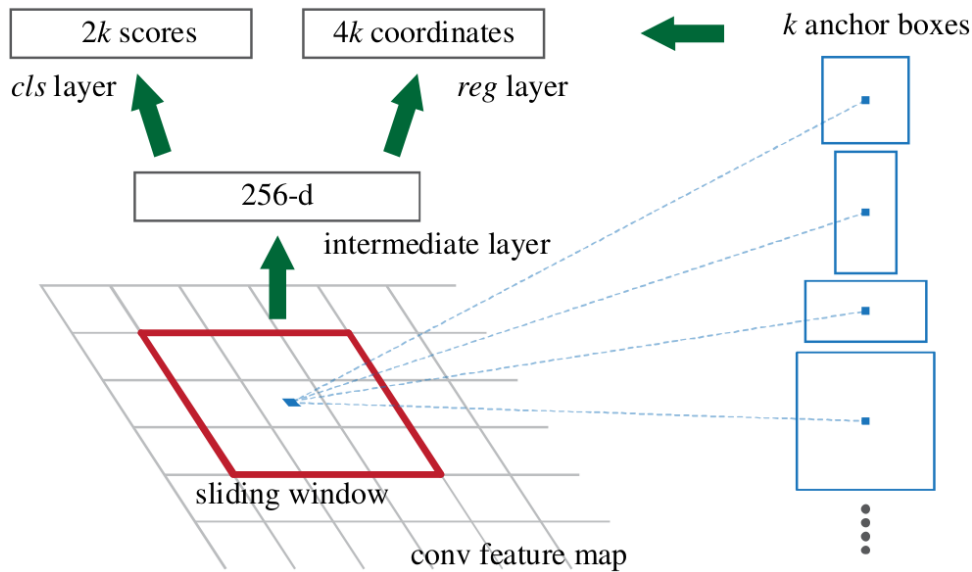 2k scores
4k coordinates
k anchor boxes
cls layer
reg layer
256-d
intermediate layer
sliding window
conv feature map